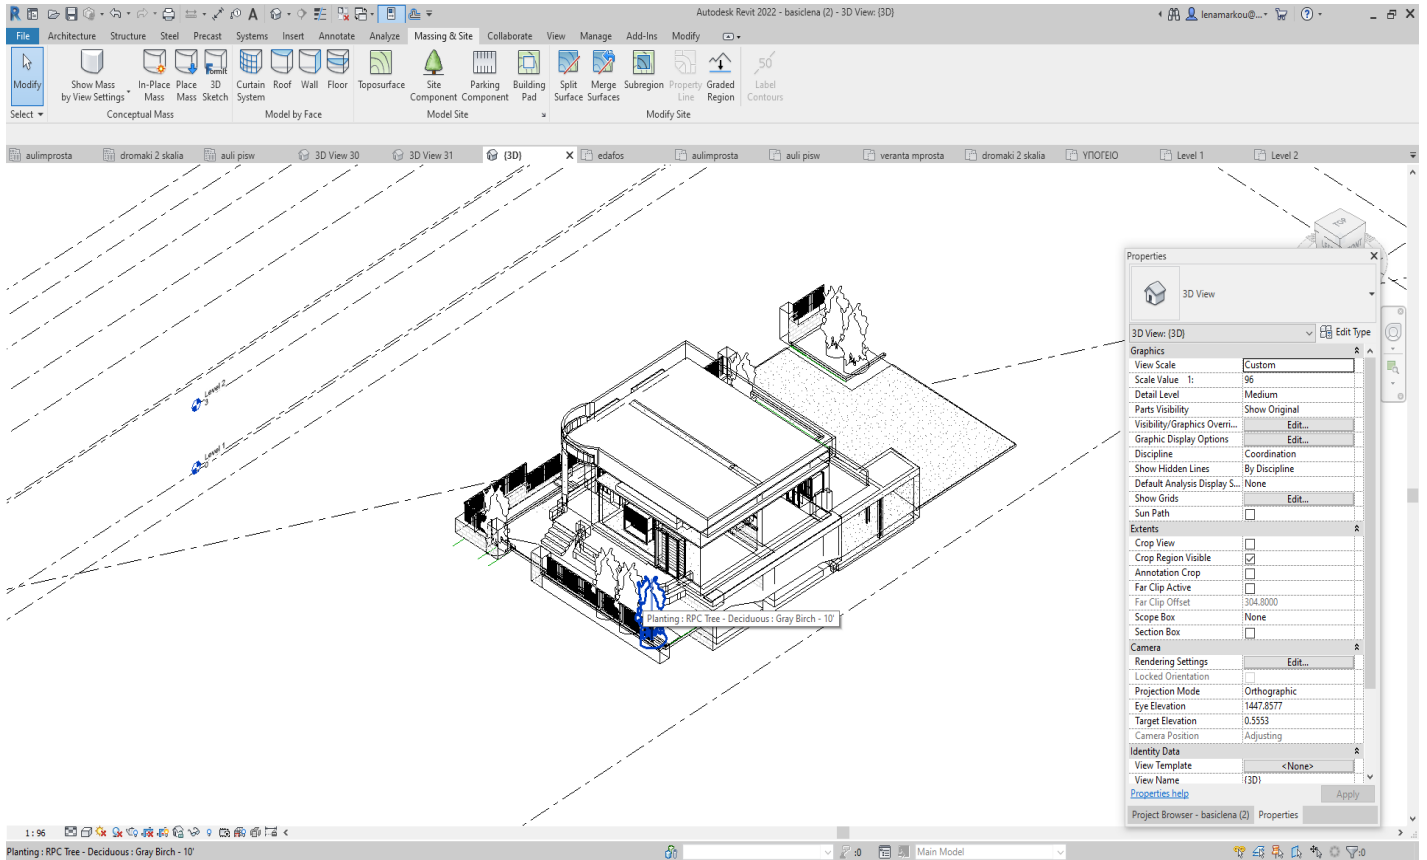 Autodesk Revit 2022 - basiclena (2) - 3D View: {3D}
lenamarkou@...
File Architecture Structure Steel Precast Systems Insert Annotate Analyze Massing & Site Collaborate View Manage Add-Ins Modify
Modify
Show Mass by View Settings
In-Place Mass
Place Mass
FormIt
3D Sketch
Curtain System
Roof
Wall
Floor
Toposurface
Site Component
Parking Component
Building Pad
Split Surface
Merge Surfaces
Subregion
Property Line
Graded Region
50
Label Contours
Select Conceptual Mass Model by Face Model Site Modify Site
aulimprosta dromaki 2 skalia auli pisw 3D View 30 3D View 31 {3D} X edafos aulimprosta auli pisw veranta mprosta dromaki 2 skalia ΥΠΟΓΕΙΟ Level 1 Level 2
TOP
Level 2
3
Level 1
0
Planting : RPC Tree - Deciduous : Gray Birch - 10'
Properties X
3D View
3D View: {3D} Edit Type
Graphics
View Scale Custom
Scale Value 1: 96
Detail Level Medium
Parts Visibility Show Original
Visibility/Graphics Overri... Edit...
Graphic Display Options Edit...
Discipline Coordination
Show Hidden Lines By Discipline
Default Analysis Display S... None
Show Grids Edit...
Sun Path
Extents
Crop View
Crop Region Visible
Annotation Crop
Far Clip Active
Far Clip Offset 304.8000
Scope Box None
Section Box
Camera
Rendering Settings Edit...
Locked Orientation
Projection Mode Orthographic
Eye Elevation 1447.8577
Target Elevation 0.5553
Camera Position Adjusting
Identity Data
View Template <None>
View Name {3D}
Properties help Apply
Project Browser - basiclena (2) Properties
1 : 96
Planting : RPC Tree - Deciduous : Gray Birch - 10' :0 Main Model :0